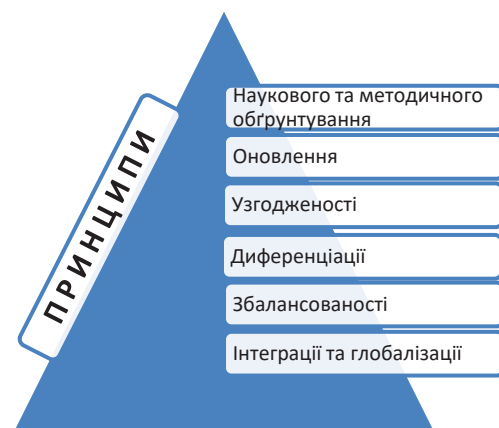 ПРИНЦИПИ
Наукового та методичного
обґрунтування
Оновлення
Узгодженості
Диференціації
Збалансованості
Інтеграції та глобалізації